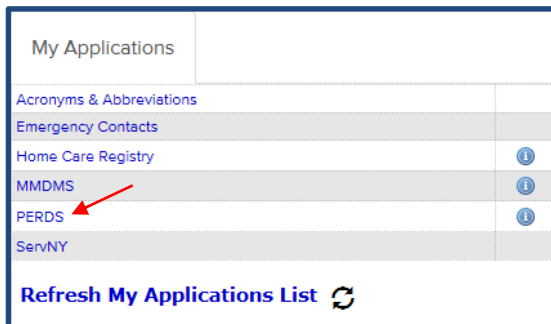 My Applications
Acronyms & Abbreviations
Emergency Contacts
Home Care Registry
MMDMS
PERDS
ServNY
Refresh My Applications List